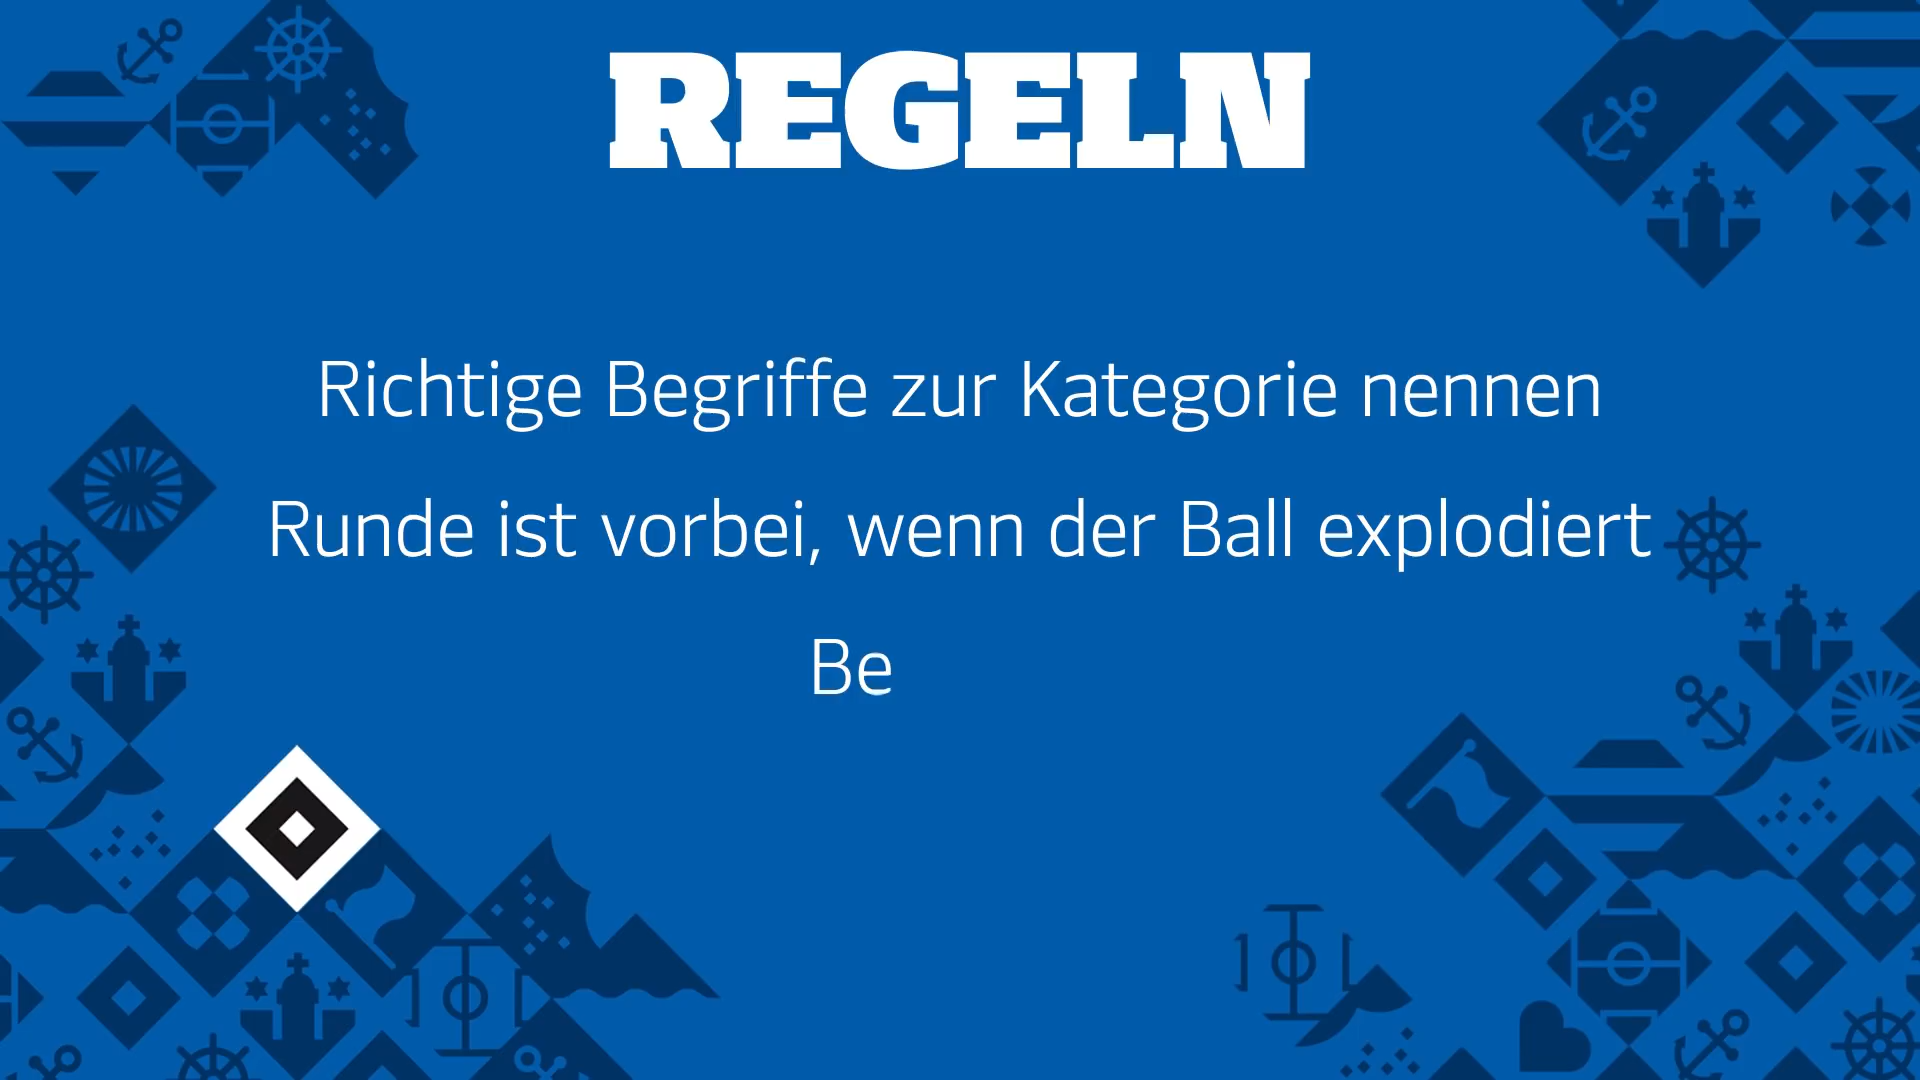 REGELN
Richtige Begriffe zur Kategorie nennen
Runde ist vorbei, wenn der Ball explodiert
Be